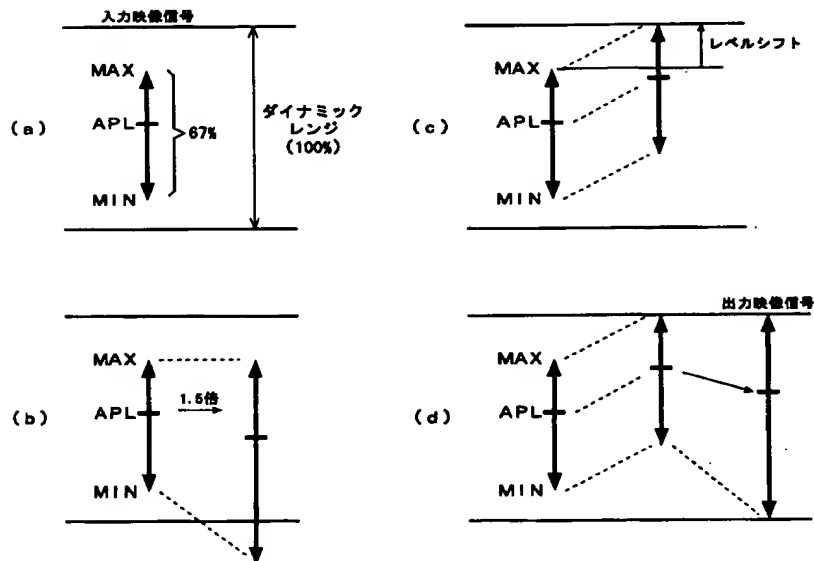 入力映像信号
(a)
MAX
APL
MIN
67%
ダイナミック
レンジ
(100%)
(b)
MAX
APL
MIN
1.5倍
(c)
MAX
APL
MIN
レベルシフト
(d)
MAX
APL
MIN
出力映像信号